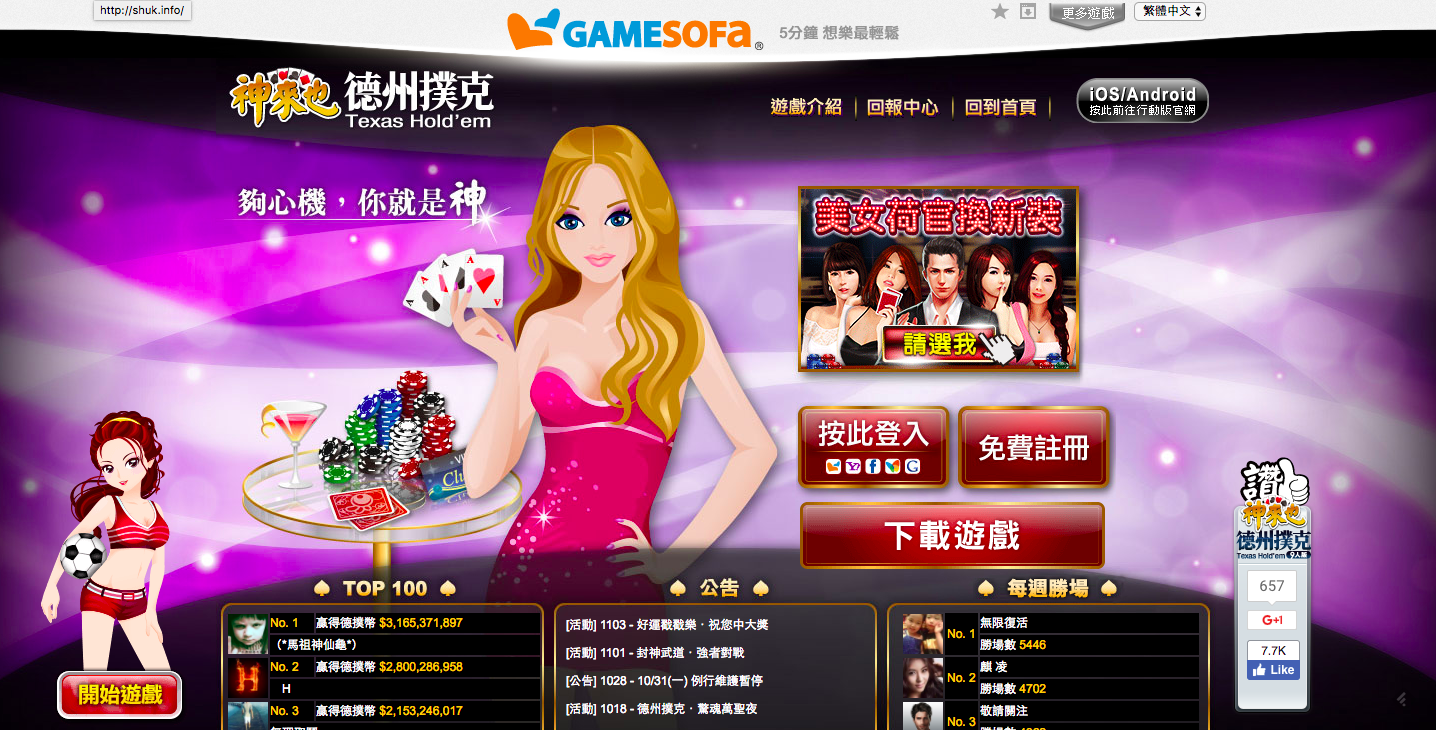 http://shuk.info/
GAMESOFA®
5分鐘 想樂最輕鬆
更多遊戲
繁體中文
神來也 德州撲克
Texas Hold'em
遊戲介紹
回報中心
回到首頁
iOS/Android
按此前往行動版官網
夠心機，你就是神
A
A
A
A
美女荷官換新裝
請選我
按此登入
免費註冊
下載遊戲
開始遊戲
讚
神來也
德州撲克
Texas Hold'em 9人桌
657
G+1
7.7K
Like
TOP 100
No. 1 贏得德撲幣 $3,165,371,897
(*馬祖神仙龜*)
No. 2 贏得德撲幣 $2,800,286,958
H
No. 3 贏得德撲幣 $2,153,246,017
公告
[活動] 1103 - 好運戳戳樂．祝您中大獎
[活動] 1101 - 封神武道．強者對戰
[公告] 1028 - 10/31(一) 例行維護暫停
[活動] 1018 - 德州撲克．驚魂萬聖夜
每週勝場
No. 1 無限復活
勝場數 5446
No. 2 麒 凌
勝場數 4702
No. 3 敬請關注